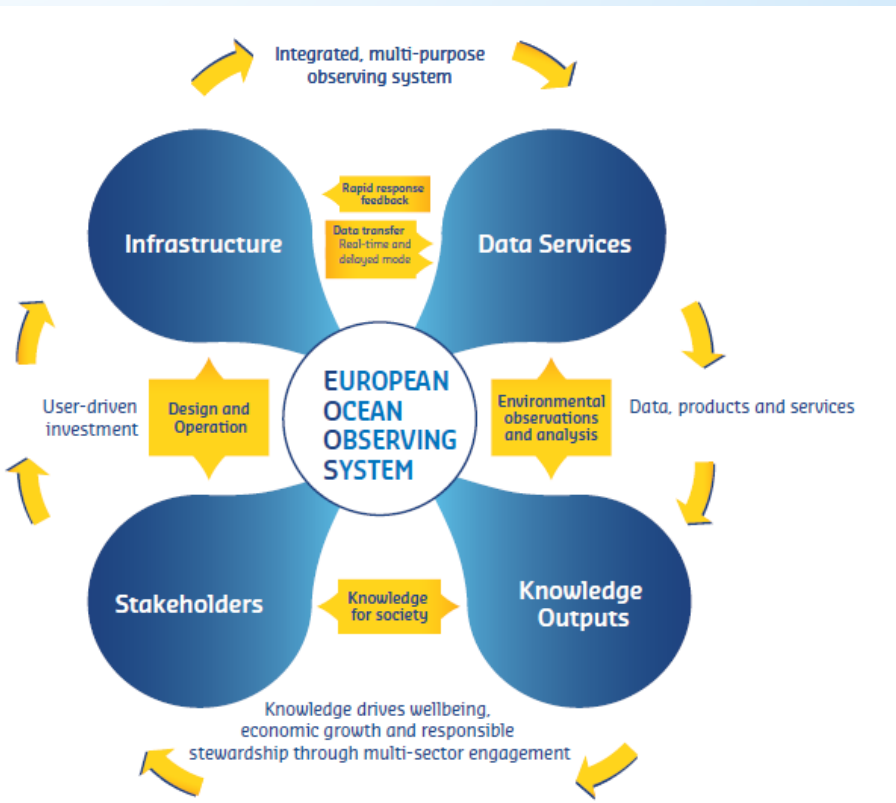 Integrated, multi-purpose
observing system
Rapid response
feedback
Infrastructure
Data transfer
Real-time and
delayed mode
Data Services
User-driven
investment
Design and
Operation
EUROPEAN
OCEAN
OBSERVING
SYSTEM
Environmental
observations
and analysis
Data, products and services
Stakeholders
Knowledge
for society
Knowledge
Outputs
Knowledge drives wellbeing,
economic growth and responsible
stewardship through multi-sector engagement